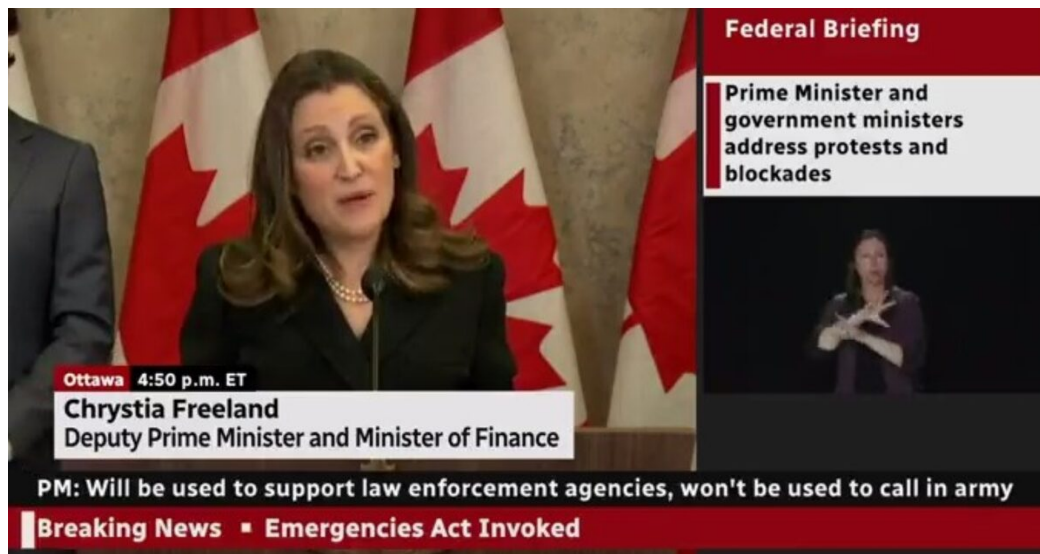 Federal Briefing
Prime Minister and
government ministers
address protests and
blockades
Ottawa 4:50 p.m. ET
Chrystia Freeland
Deputy Prime Minister and Minister of Finance
PM: Will be used to support law enforcement agencies, won't be used to call in army
Breaking News ▪ Emergencies Act Invoked